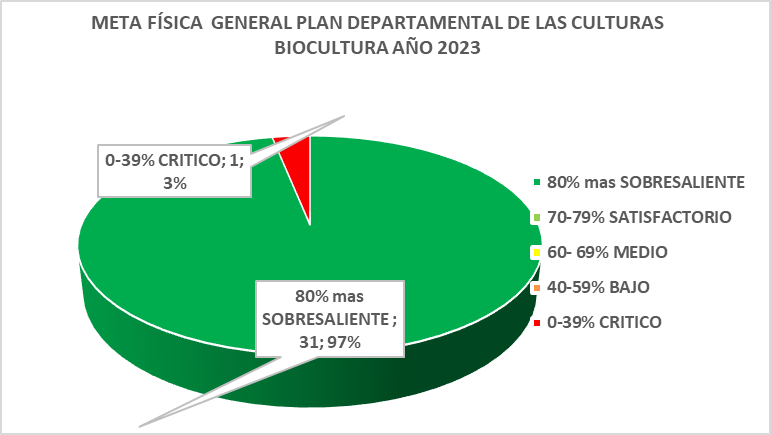 META FÍSICA  GENERAL PLAN DEPARTAMENTAL DE LAS CULTURAS
BIOCULTURA AÑO 2023
0-39% CRITICO; 1;
3%
80% mas
SOBRESALIENTE ;
31; 97%
80% mas SOBRESALIENTE
70-79% SATISFACTORIO
60- 69% MEDIO
40-59% BAJO
0-39% CRITICO